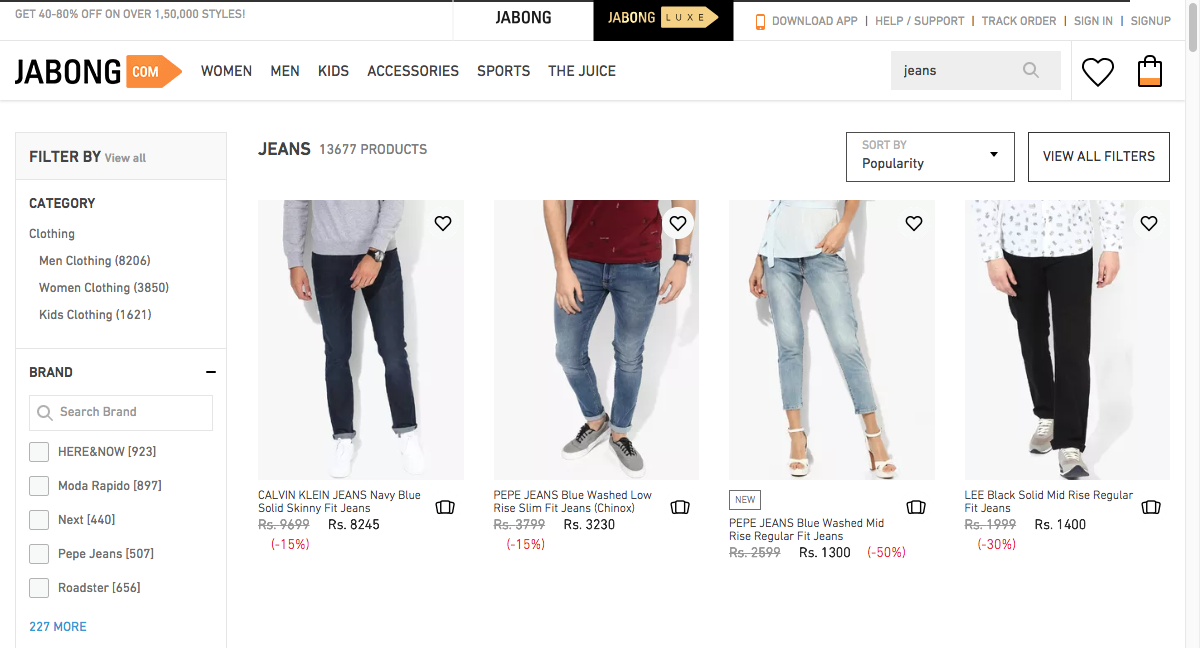 GET 40-80% OFF ON OVER 1,50,000 STYLES!
JABONG
JABONG LUXE
DOWNLOAD APP | HELP / SUPPORT | TRACK ORDER | SIGN IN | SIGNUP
JABONG COM
WOMEN MEN KIDS ACCESSORIES SPORTS THE JUICE
jeans
FILTER BY View all
CATEGORY
Clothing
Men Clothing (8206)
Women Clothing (3850)
Kids Clothing (1621)
BRAND
Search Brand
HERE&NOW [923]
Moda Rapido [897]
Next [440]
Pepe Jeans [507]
Roadster [656]
227 MORE
JEANS 13677 PRODUCTS
SORT BY
Popularity
VIEW ALL FILTERS
CALVIN KLEIN JEANS Navy Blue
Solid Skinny Fit Jeans
Rs. 9699 Rs. 8245
(-15%)
PEPE JEANS Blue Washed Low
Rise Slim Fit Jeans (Chinox)
Rs. 3799 Rs. 3230
(-15%)
NEW
PEPE JEANS Blue Washed Mid
Rise Regular Fit Jeans
Rs. 2599 Rs. 1300 (-50%)
LEE Black Solid Mid Rise Regular
Fit Jeans
Rs. 1999 Rs. 1400
(-30%)